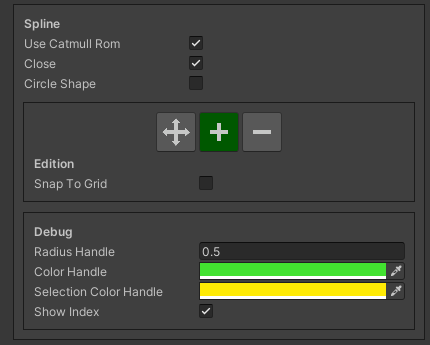 Spline
Use Catmull Rom
Close
Circle Shape
Edition
Snap To Grid
Debug
Radius Handle 0.5
Color Handle
Selection Color Handle
Show Index